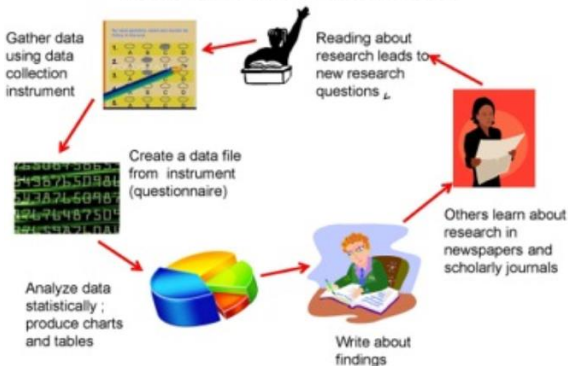 Gather data
using data
collection
instrument
Reading about
research leads to
new research
questions
Create a data file
from instrument
(questionnaire)
Others learn about
research in
newspapers and
scholarly journals
Analyze data
statistically ;
produce charts
and tables
Write about
findings